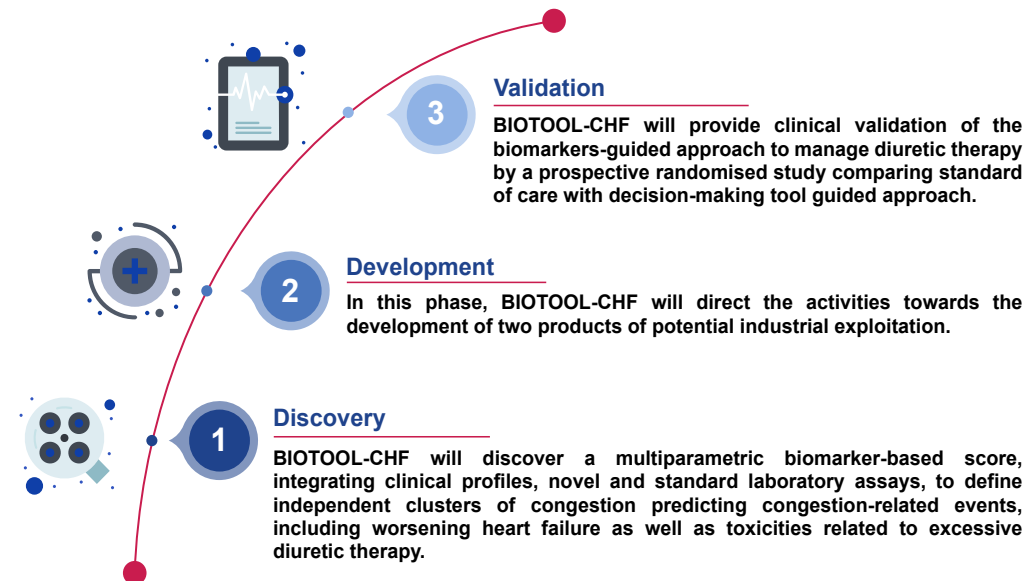 3
Validation
BIOTOOL-CHF will provide clinical validation of the
biomarkers-guided approach to manage diuretic therapy
by a prospective randomised study comparing standard
of care with decision-making tool guided approach.
2
Development
In this phase, BIOTOOL-CHF will direct the activities towards the
development of two products of potential industrial exploitation.
1
Discovery
BIOTOOL-CHF will discover a multiparametric biomarker-based score,
integrating clinical profiles, novel and standard laboratory assays, to define
independent clusters of congestion predicting congestion-related events,
including worsening heart failure as well as toxicities related to excessive
diuretic therapy.